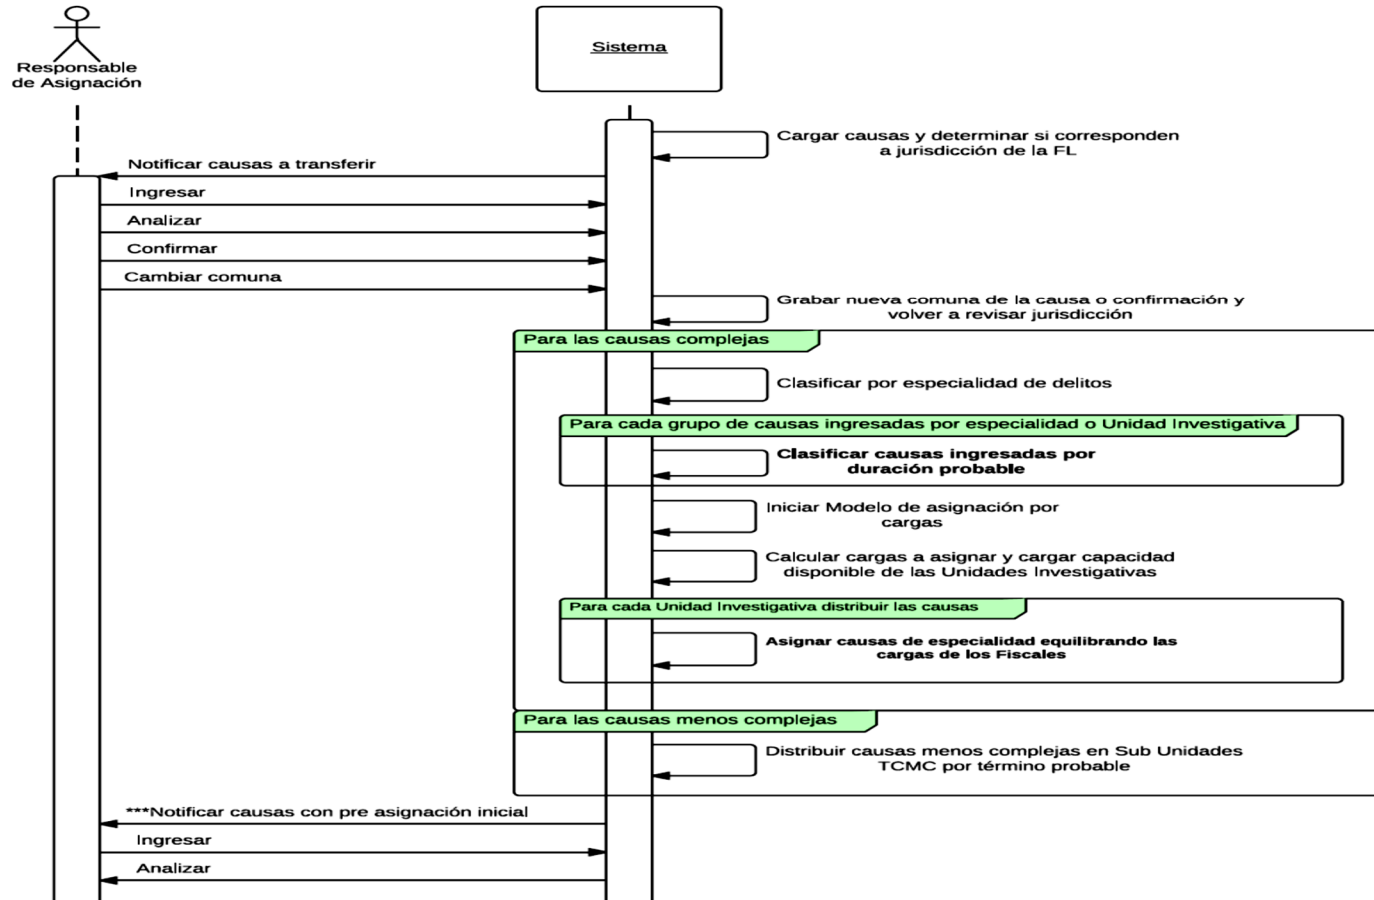 Responsable
de Asignación
Sistema
Cargar causas y determinar si corresponden
a jurisdicción de la FL
Notificar causas a transferir
Ingresar
Analizar
Confirmar
Cambiar comuna
Grabar nueva comuna de la causa o confirmación y
volver a revisar jurisdicción
Para las causas complejas
Clasificar por especialidad de delitos
Para cada grupo de causas ingresadas por especialidad o Unidad Investigativa
Clasificar causas ingresadas por
duración probable
Iniciar Modelo de asignación por
cargas
Calcular cargas a asignar y cargar capacidad
disponible de las Unidades Investigativas
Para cada Unidad Investigativa distribuir las causas
Asignar causas de especialidad equilibrando las
cargas de los Fiscales
Para las causas menos complejas
Distribuir causas menos complejas en Sub Unidades
TCMC por término probable
***Notificar causas con pre asignación inicial
Ingresar
Analizar